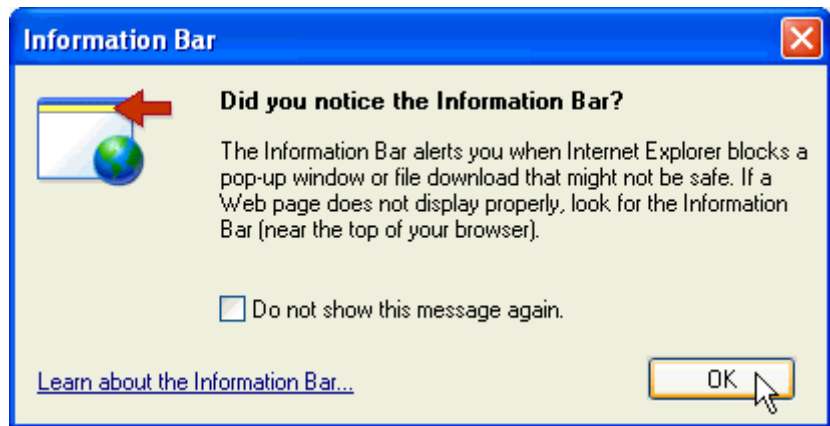 Information Bar
Did you notice the Information Bar?
The Information Bar alerts you when Internet Explorer blocks a
pop-up window or file download that might not be safe. If a
Web page does not display properly, look for the Information
Bar (near the top of your browser).
Do not show this message again.
Learn about the Information Bar...
OK